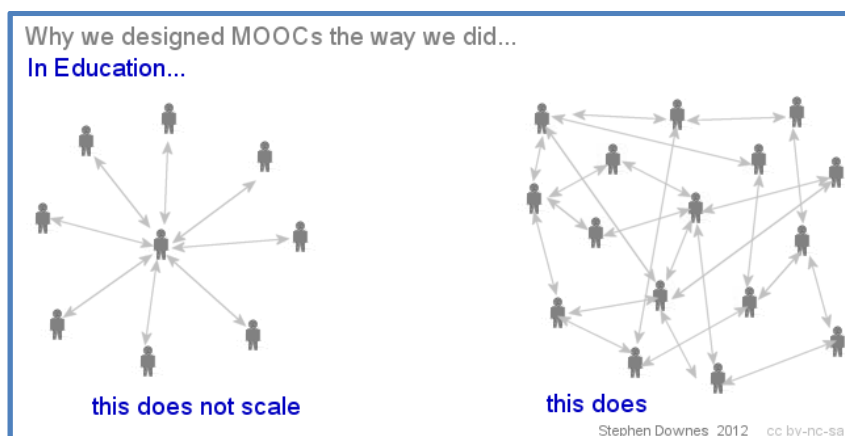 Why we designed MOOCs the way we did...
In Education...
this does not scale
this does
Stephen Downes 2012 cc by-nc-sa